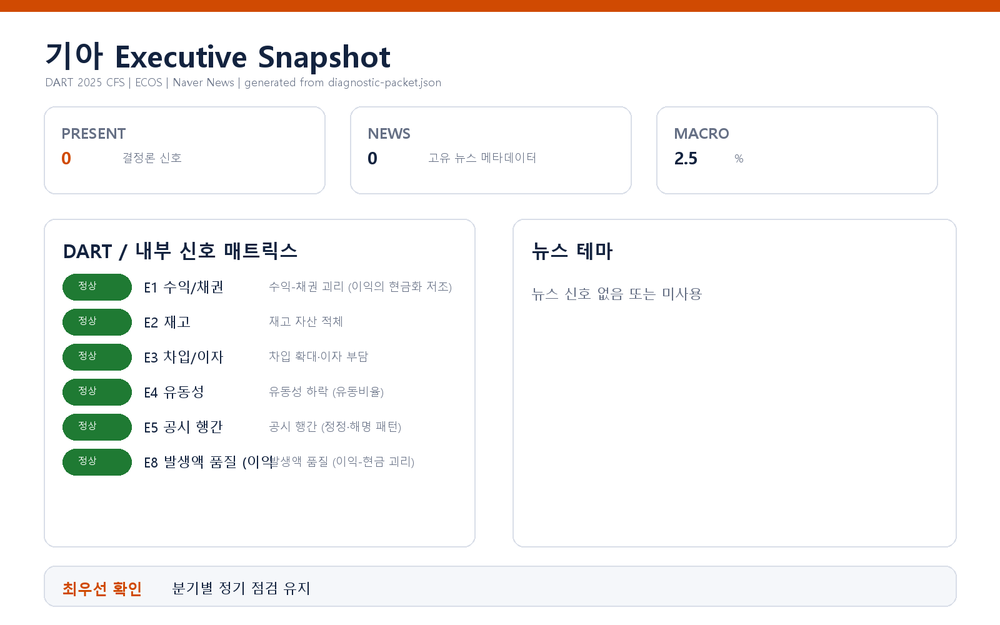 기아 Executive Snapshot
DART 2025 CFS | ECOS | Naver News | generated from diagnostic-packet.json
PRESENT
0 결정론 신호
NEWS
0 고유 뉴스 메타데이터
MACRO
2.5 %
DART / 내부 신호 매트릭스
정상 E1 수익/채권 수익-채권 괴리 (이익의 현금화 저조)
정상 E2 재고 재고 자산 적체
정상 E3 차입/이자 차입 확대·이자 부담
정상 E4 유동성 유동성 하락 (유동비율)
정상 E5 공시 행간 공시 행간 (정정·해명 패턴)
정상 E8 발생액 품질 (이익 발생액 품질 (이익-현금 괴리)
뉴스 테마
뉴스 신호 없음 또는 미사용
최우선 확인 분기별 정기 점검 유지